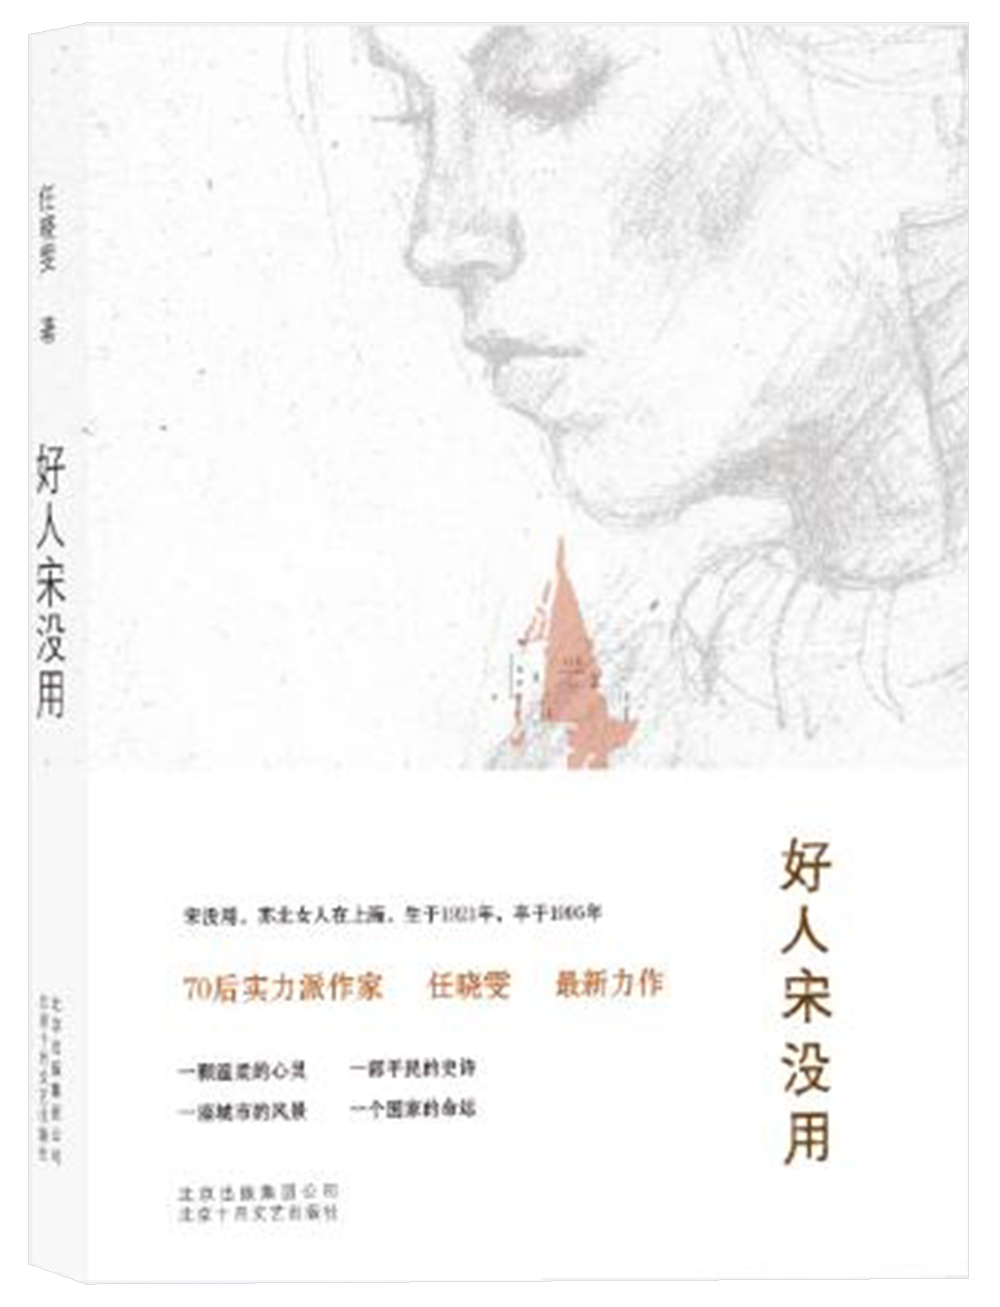 任晓雯 著
好人宋没用
北京出版集团公司
北京十月文艺出版社
好人宋没用
宋没用,苏北女人在上海。生于1921年,卒于1995年
70后实力派作家 任晓雯 最新力作
一颗温柔的心灵 一部平民的史诗
一座城市的风景 一个国家的命运
北京出版集团公司
北京十月文艺出版社